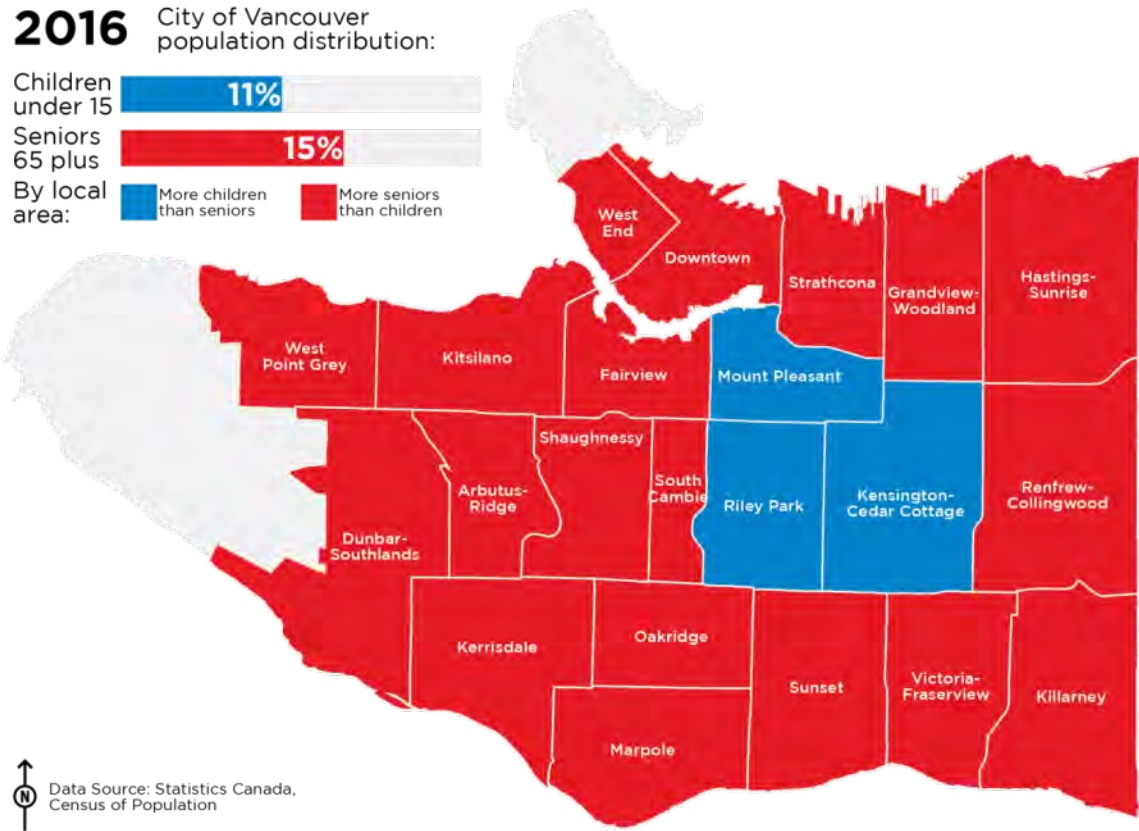 2016
City of Vancouver
population distribution:
Children
under 15
11%
Seniors
65 plus
15%
By local
area:
More children
than seniors
More seniors
than children
West
End
Downtown
Strathcona
Grandview-
Woodland
Hastings-
Sunrise
West
Point Grey
Kitsilano
Fairview
Mount Pleasant
Shaughnessy
Arbutus-
Ridge
South
Cambie
Riley Park
Kensington-
Cedar Cottage
Renfrew-
Collingwood
Dunbar-
Southlands
Kerrisdale
Oakridge
Sunset
Victoria-
Fraserview
Killarney
Marpole
N
Data Source: Statistics Canada,
Census of Population